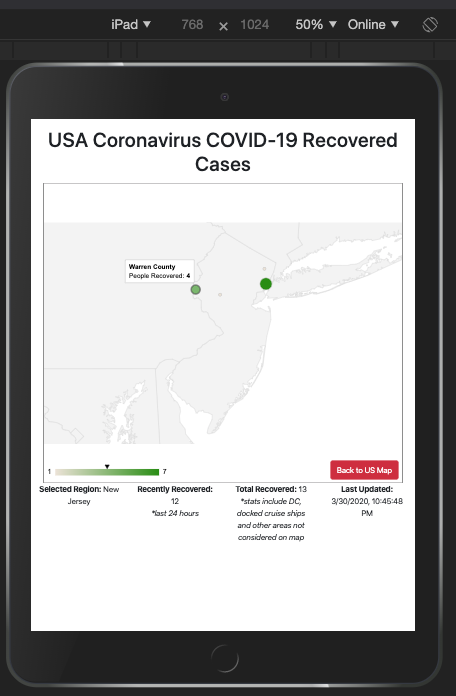 iPad ▼ 768 × 1024 50% ▼ Online ▼
USA Coronavirus COVID-19 Recovered
Cases
Warren County
People Recovered: 4
1 7
Back to US Map
Selected Region: New
Jersey
Recently Recovered:
12
*last 24 hours
Total Recovered: 13
*stats include DC,
docked cruise ships
and other areas not
considered on map
Last Updated:
3/30/2020, 10:45:48
PM